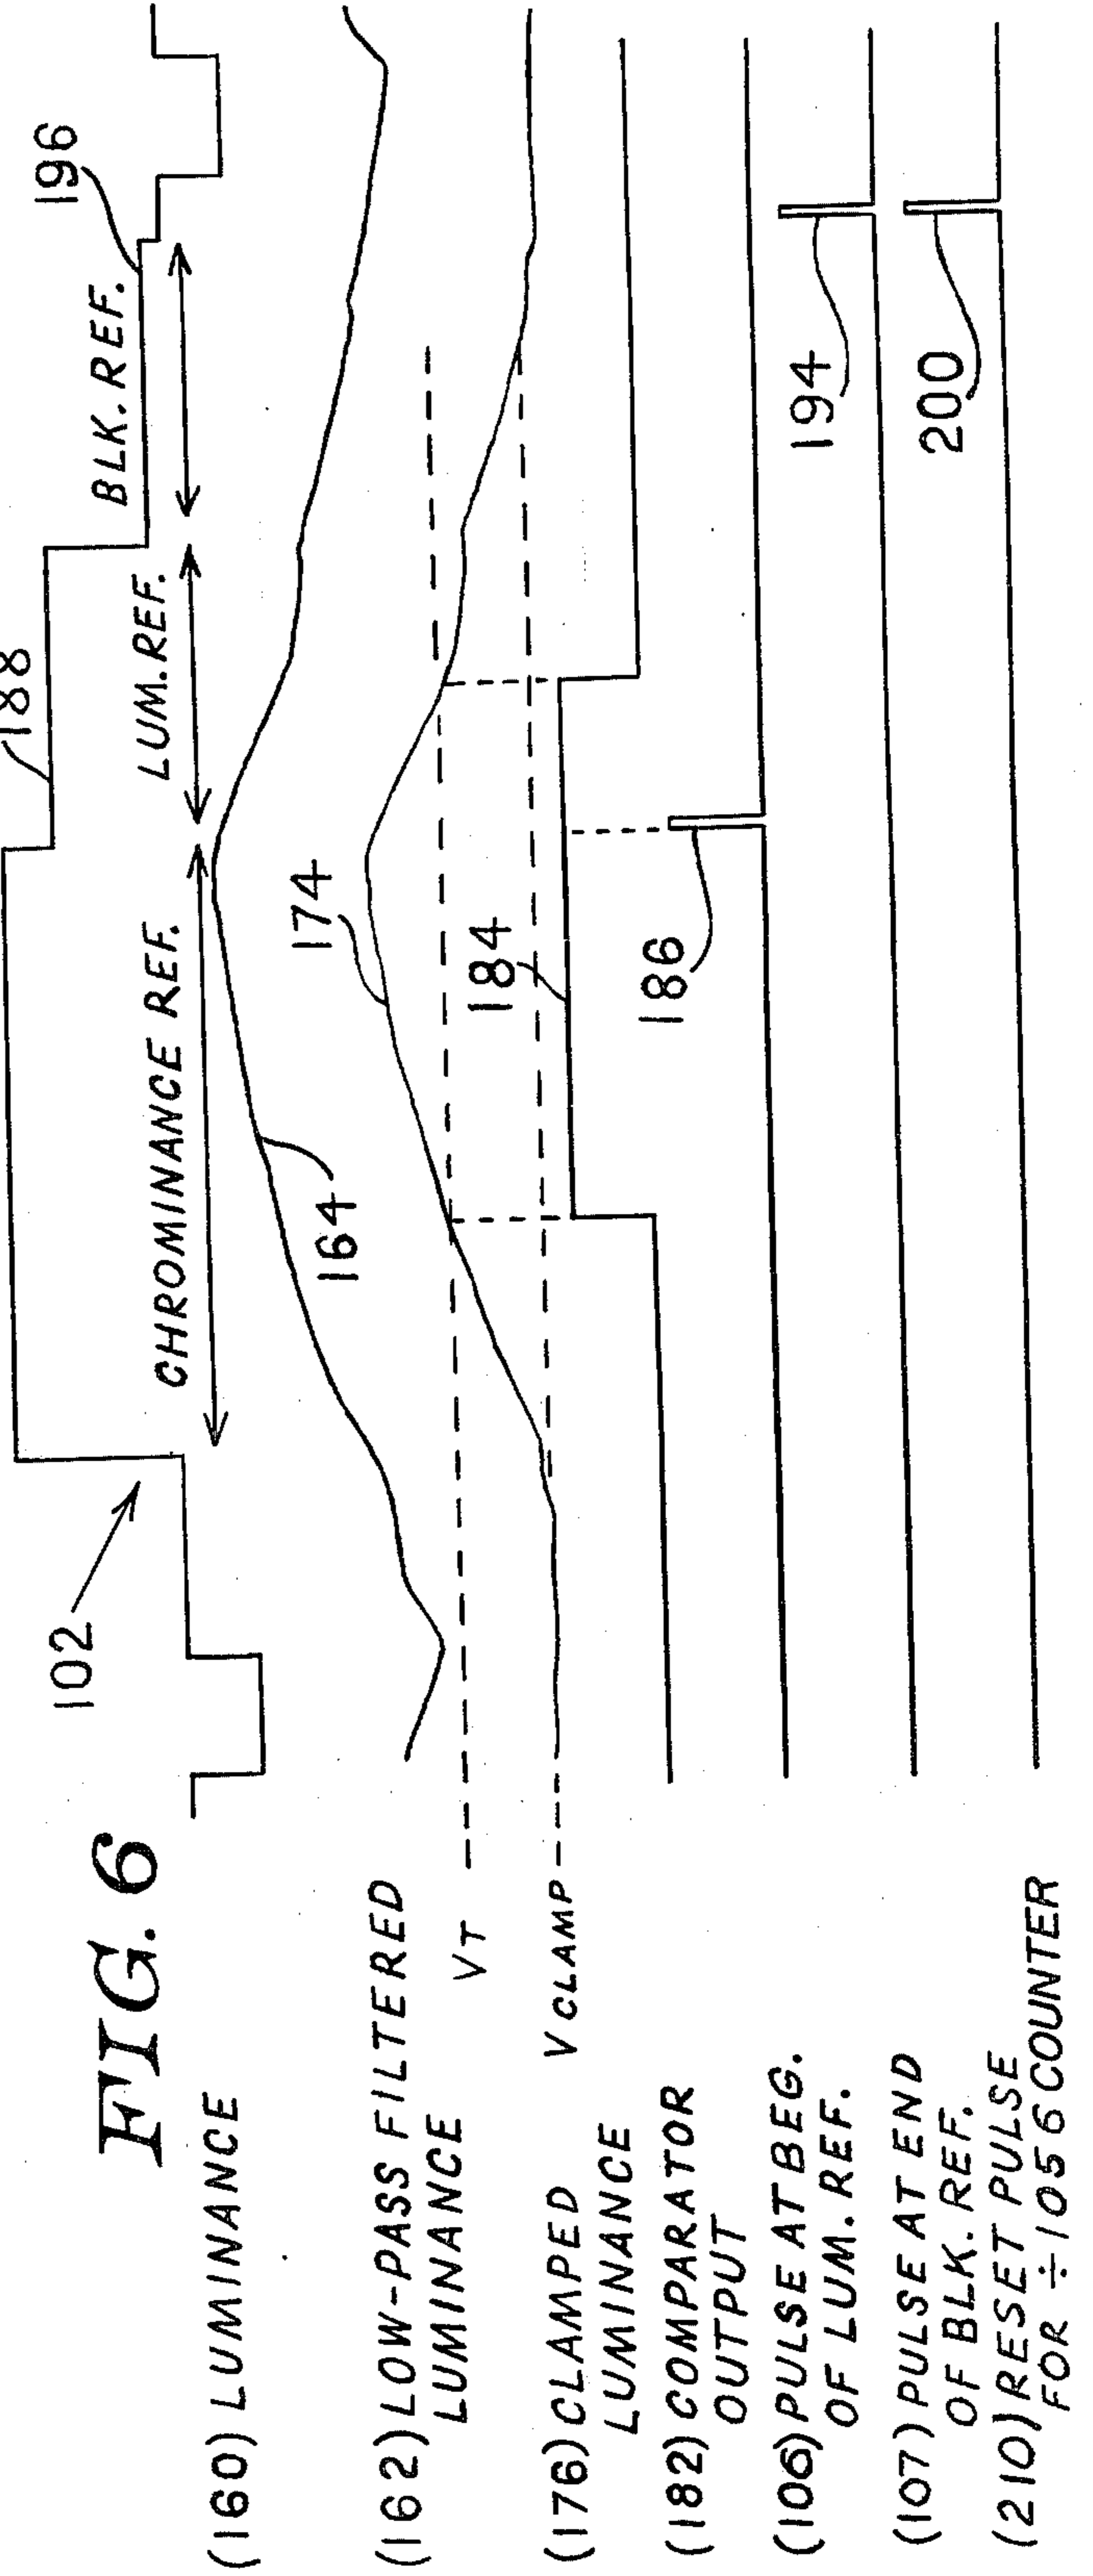 FIG. 6
188
196
BLK. REF.
LUM. REF.
CHROMINANCE REF.
102
(160) LUMINANCE
164
(162) LOW-PASS FILTERED
LUMINANCE
VT
174
V CLAMP
(176) CLAMPED
LUMINANCE
184
(182) COMPARATOR
OUTPUT
186
(106) PULSE AT BEG.
OF LUM. REF.
194
(107) PULSE AT END
OF BLK. REF.
200
(210) RESET PULSE
FOR ÷ 1056 COUNTER